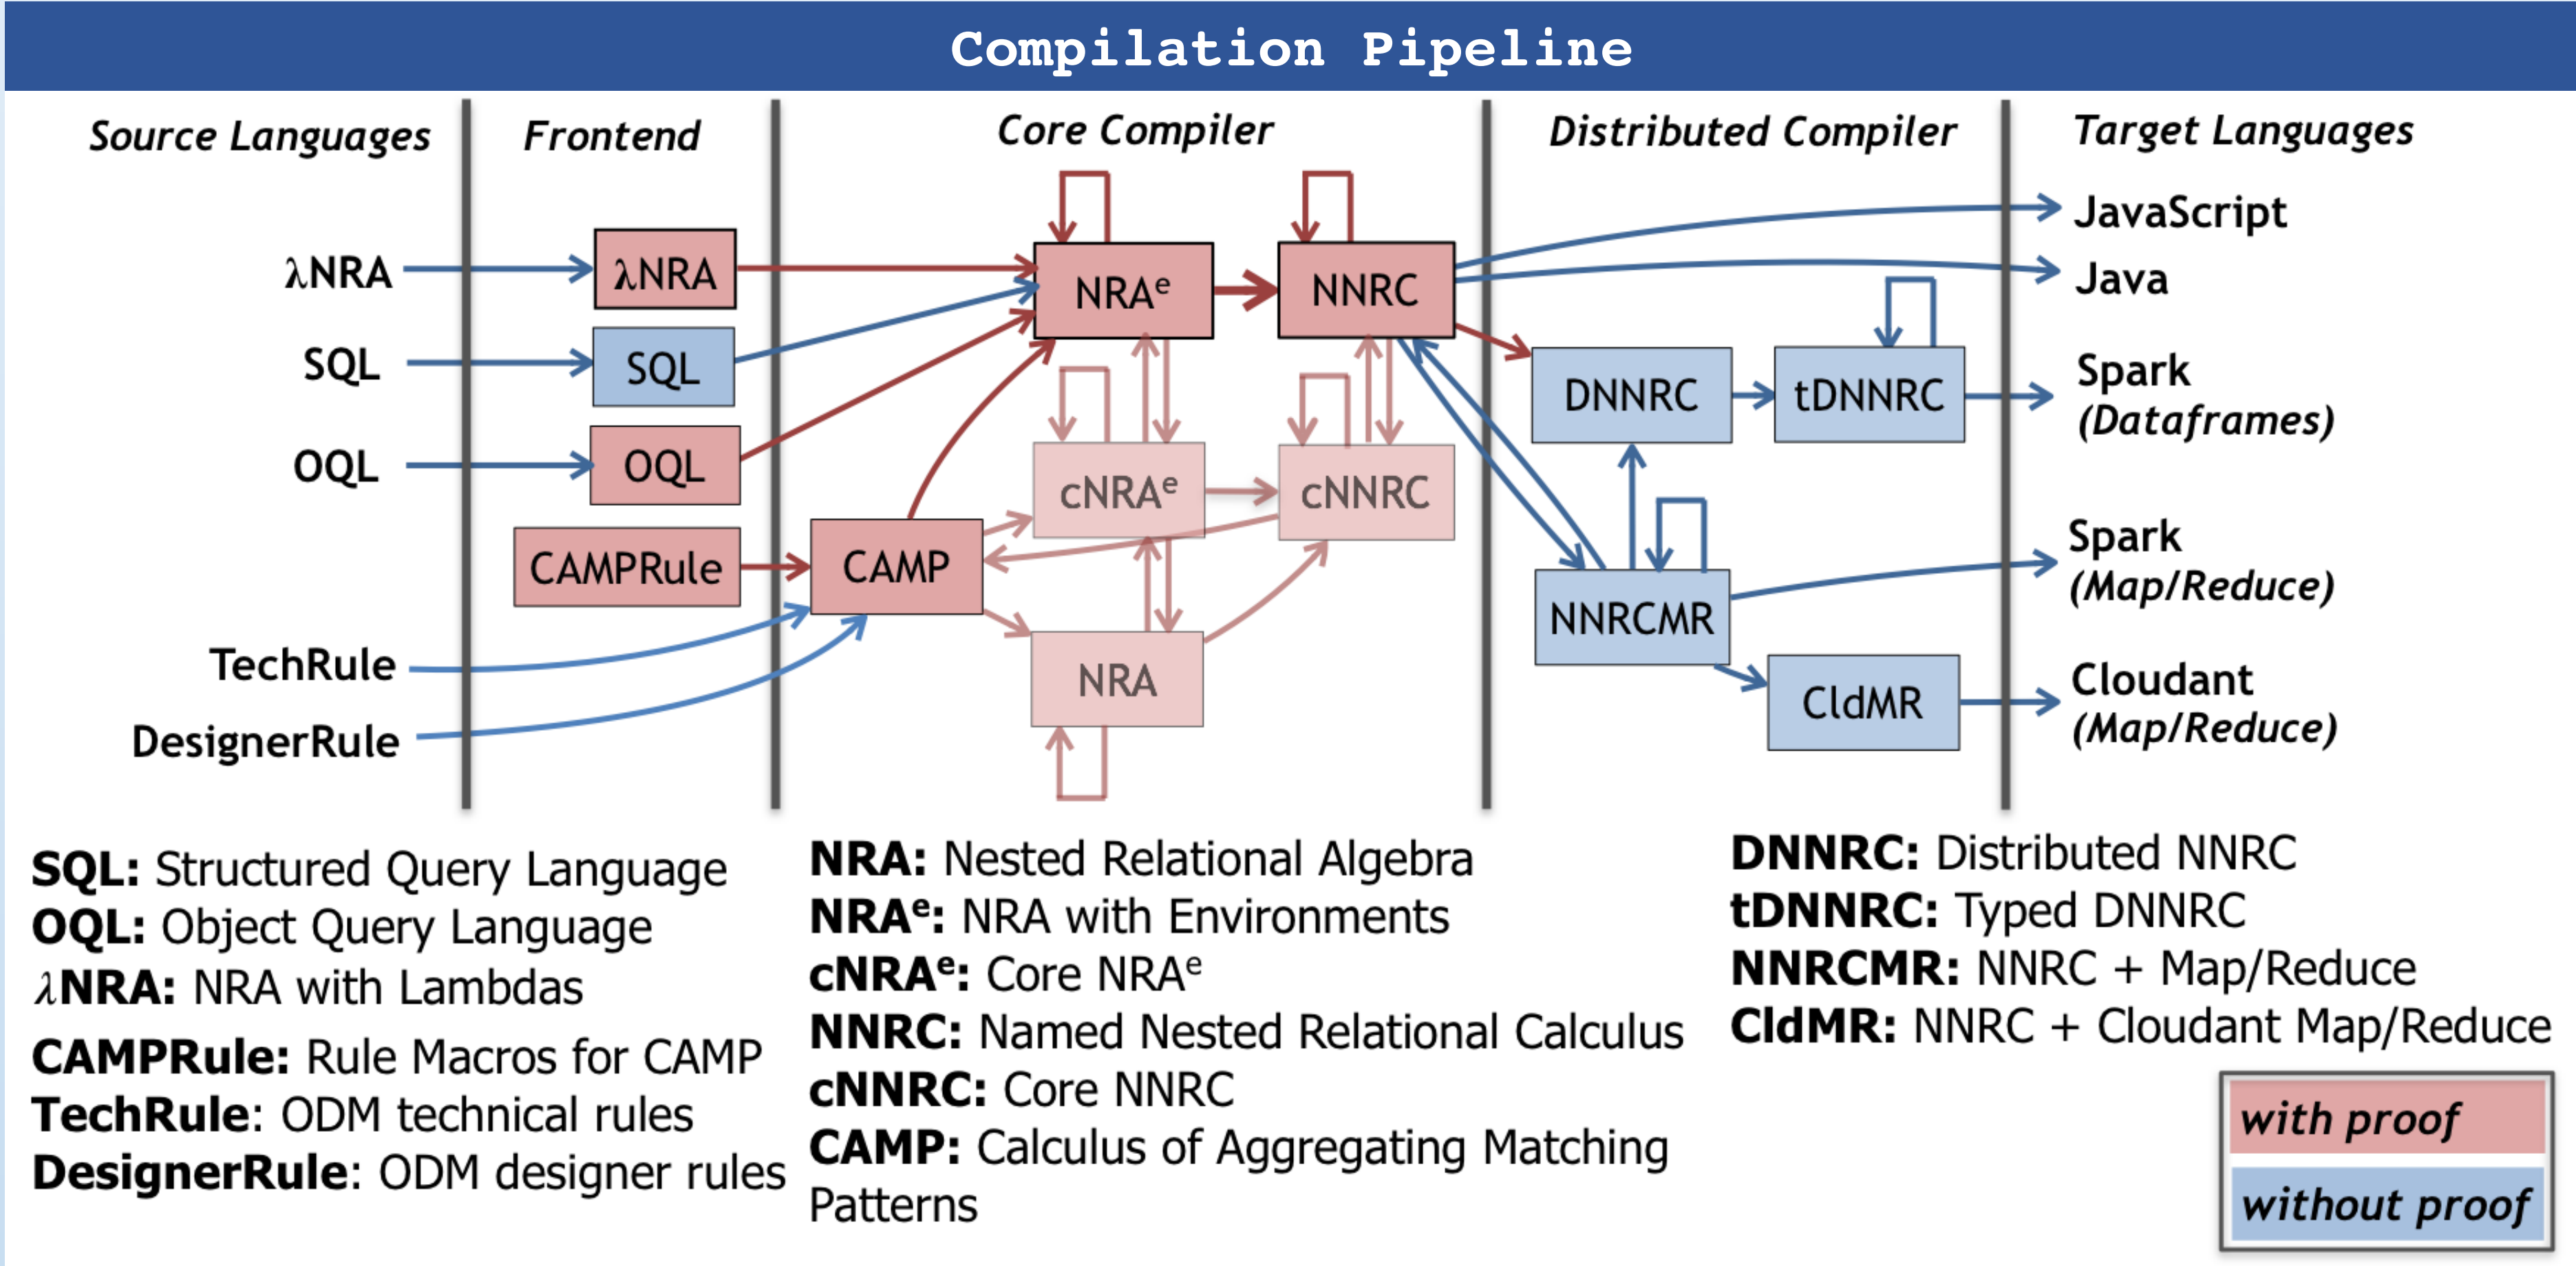 Compilation Pipeline
Source Languages
Frontend
Core Compiler
Distributed Compiler
Target Languages
λNRA
SQL
OQL
TechRule
DesignerRule
λNRA
SQL
OQL
CAMPRule
CAMP
NRAᵉ
NNRC
cNRAᵉ
cNNRC
NRA
DNNRC
tDNNRC
NNRCMR
CldMR
JavaScript
Java
Spark
(Dataframes)
Spark
(Map/Reduce)
Cloudant
(Map/Reduce)
SQL: Structured Query Language
OQL: Object Query Language
λNRA: NRA with Lambdas
CAMPRule: Rule Macros for CAMP
TechRule: ODM technical rules
DesignerRule: ODM designer rules
NRA: Nested Relational Algebra
NRAᵉ: NRA with Environments
cNRAᵉ: Core NRAᵉ
NNRC: Named Nested Relational Calculus
cNNRC: Core NNRC
CAMP: Calculus of Aggregating Matching
Patterns
DNNRC: Distributed NNRC
tDNNRC: Typed DNNRC
NNRCMR: NNRC + Map/Reduce
CldMR: NNRC + Cloudant Map/Reduce
with proof
without proof